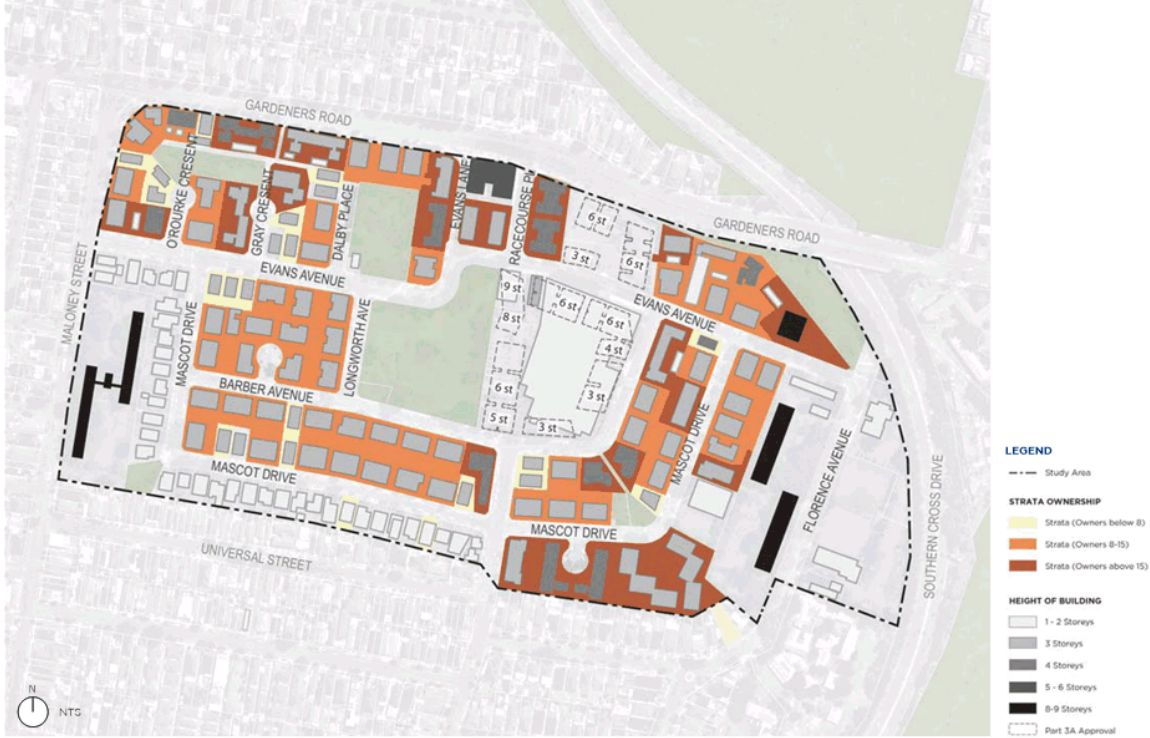 GARDENERS ROAD
O'ROURKE CRESENT
GRAY CRESENT
DALBY PLACE
EVANS LANE
RACECOURSE PL
GARDENERS ROAD
6 st
3 st
6 st
MALONEY STREET
EVANS AVENUE
EVANS AVENUE
9 st
8 st
6 st
6 st
4 st
3 st
6 st
5 st
3 st
MASCOT DRIVE
LONGWORTH AVE
BARBER AVENUE
MASCOT DRIVE
MASCOT DRIVE
MASCOT DRIVE
FLORENCE AVENUE
SOUTHERN CROSS DRIVE
UNIVERSAL STREET
N
NTS
LEGEND
Study Area
STRATA OWNERSHIP
Strata (Owners below 8)
Strata (Owners 8-15)
Strata (Owners above 15)
HEIGHT OF BUILDING
1 - 2 Storeys
3 Storeys
4 Storeys
5 - 6 Storeys
8-9 Storeys
Part 3A Approval